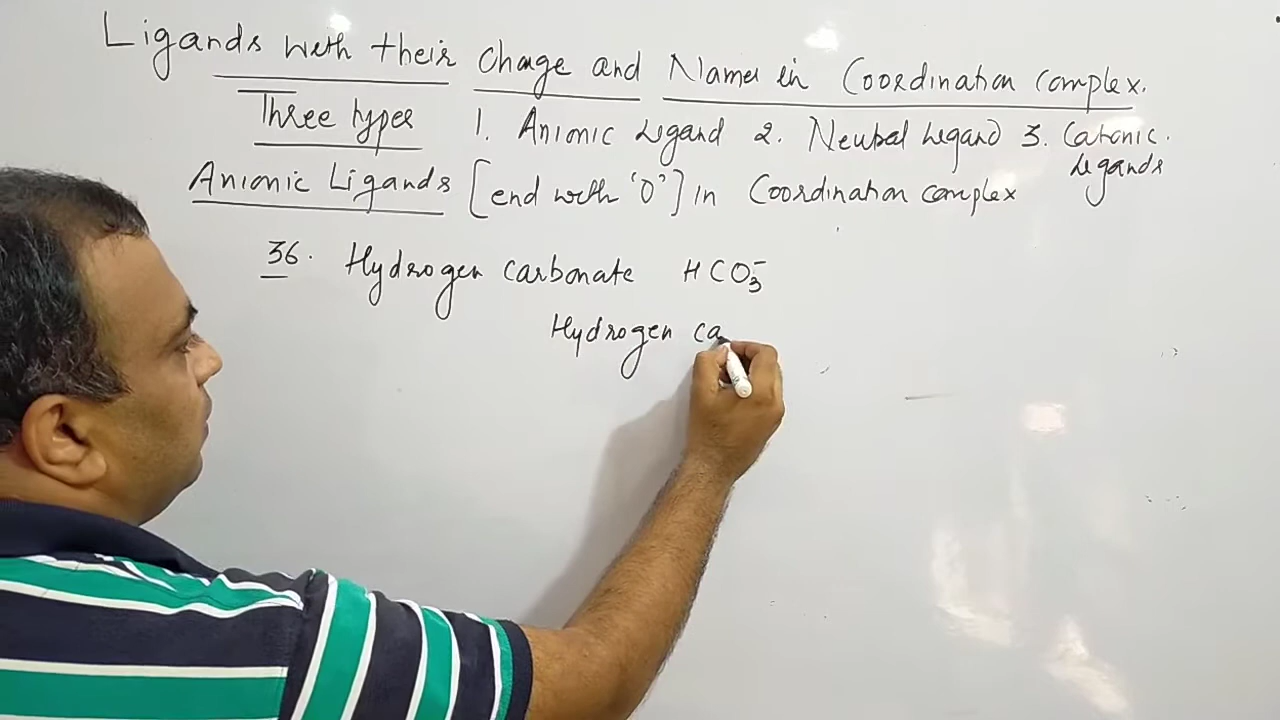 Ligands with their Charge and Names in Coordination complex.
Three types 1. Anionic Ligand 2. Neutral Ligand 3. Cationic Ligands
Anionic Ligands [end with 'O'] in Coordination complex
36. Hydrogen carbonate HCO₃⁻
Hydrogen ca